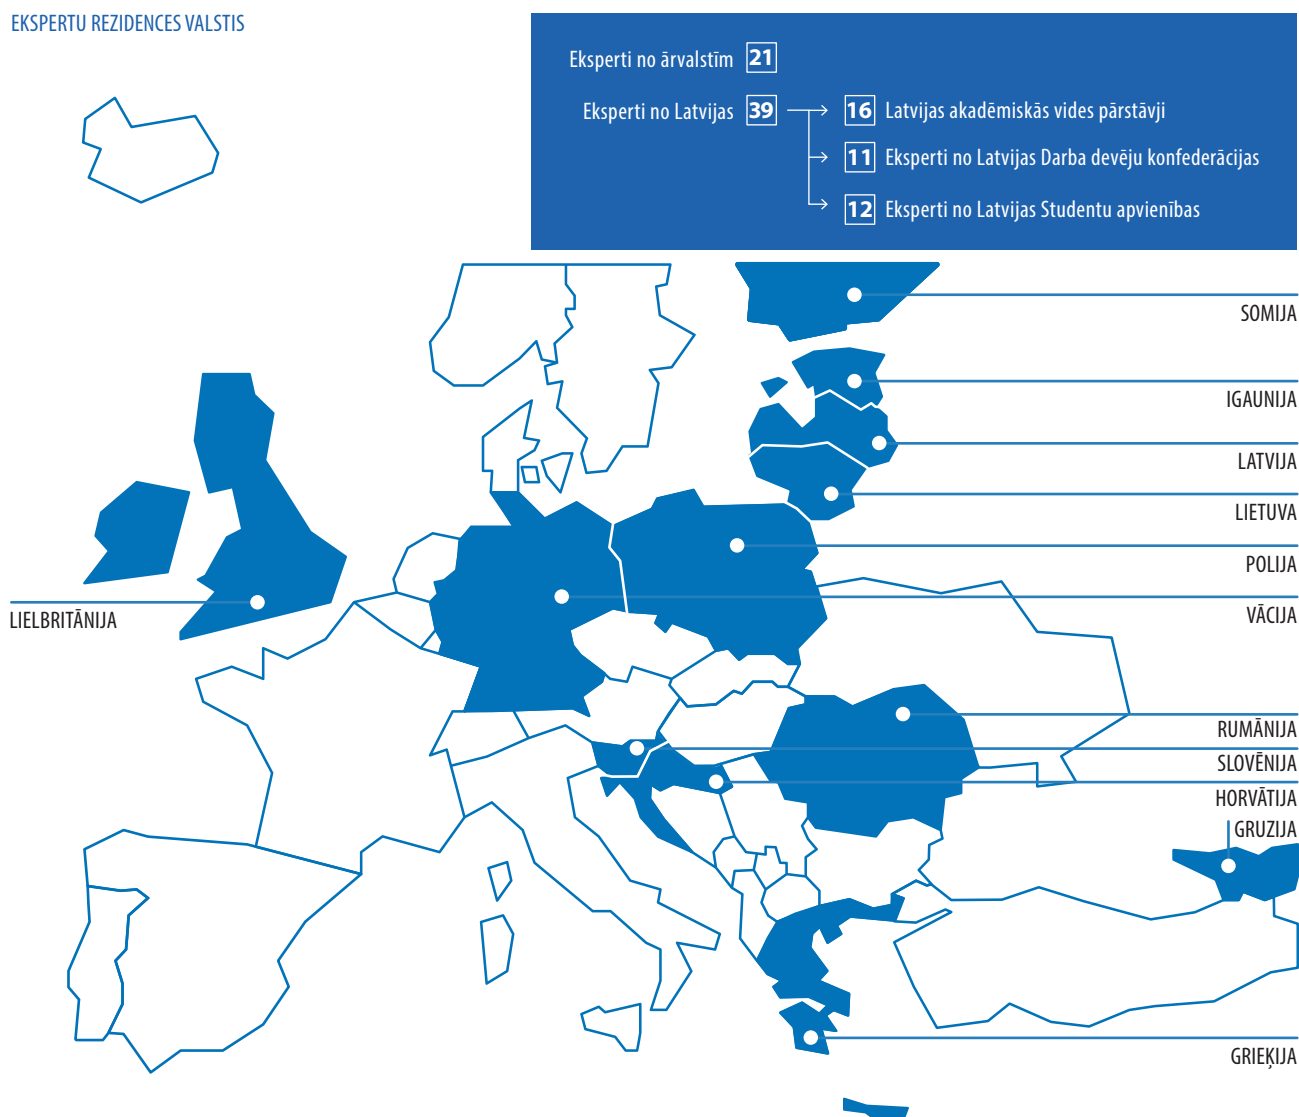 EKSPERTU REZIDENCES VALSTIS
Eksperti no ārvalstīm 21
Eksperti no Latvijas 39
16 Latvijas akadēmiskās vides pārstāvji
11 Eksperti no Latvijas Darba devēju konfederācijas
12 Eksperti no Latvijas Studentu apvienības
SOMIJA
IGAUNIJA
LATVIJA
LIETUVA
POLIJA
VĀCIJA
LIELBRITĀNIJA
RUMĀNIJA
SLOVĒNIJA
HORVĀTIJA
GRUZIJA
GRIEĶIJA